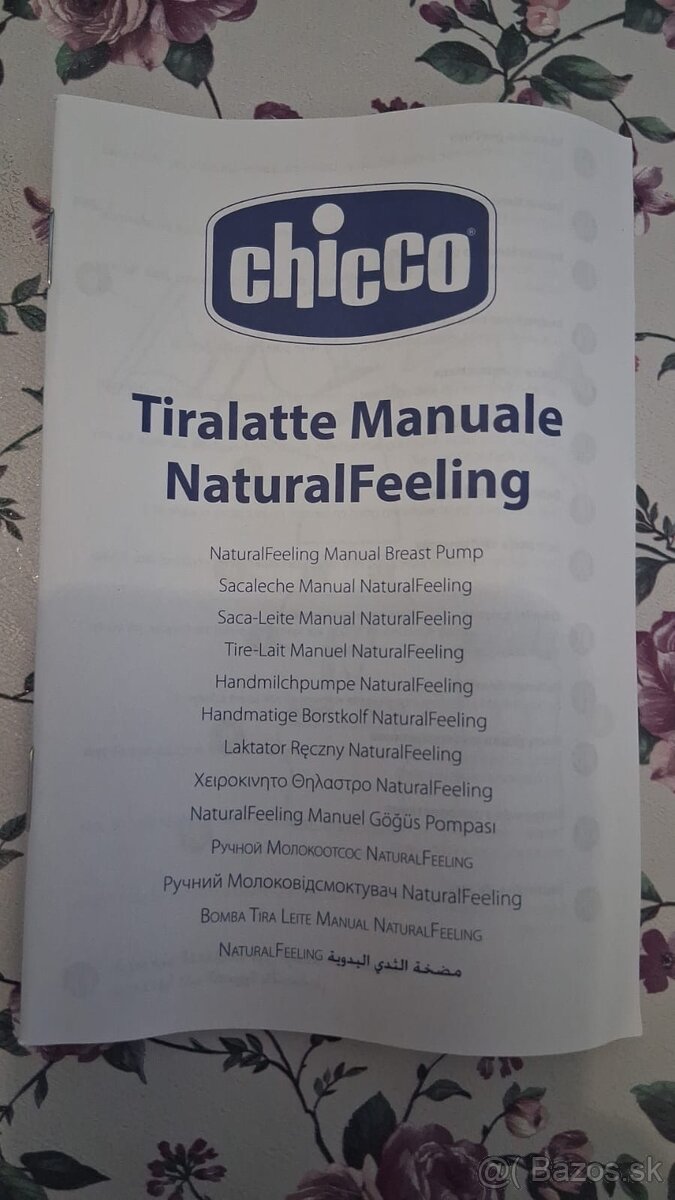 chicco®
Tiralatte Manuale
NaturalFeeling
NaturalFeeling Manual Breast Pump
Sacaleche Manual NaturalFeeling
Saca-Leite Manual NaturalFeeling
Tire-Lait Manuel NaturalFeeling
Handmilchpumpe NaturalFeeling
Handmatige Borstkolf NaturalFeeling
Laktator Ręczny NaturalFeeling
Χειροκινητο Θηλαστρο NaturalFeeling
NaturalFeeling Manuel Göğüs Pompası
Ручной Молокоотсос NaturalFeeling
Ручний Молоковідсмоктувач NaturalFeeling
Bomba Tira Leite Manual NaturalFeeling
NaturalFeeling مضخة الثدي اليدوية
@( Bazos.sk